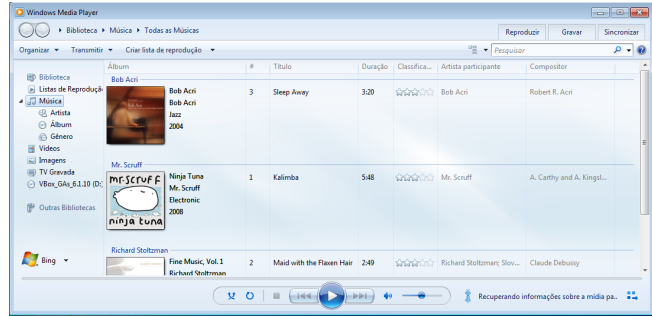 Windows Media Player
Biblioteca ▸ Música ▸ Todas as Músicas
Reproduzir Gravar Sincronizar
Organizar Transmitir Criar lista de reprodução Pesquisar
Álbum # Título Duração Classifica... Artista participante Compositor
Biblioteca
Listas de Reproduçã
Música
Artista
Álbum
Gênero
Vídeos
Imagens
TV Gravada
VBox_GAs_6.1.10 (D:)
Outras Bibliotecas
Bing
Bob Acri
Bob Acri 3 Sleep Away 3:20 Bob Acri Robert R. Acri
Bob Acri
Jazz
2004
Mr. Scruff
mr.scruff
ninja tuna
Ninja Tuna 1 Kalimba 5:48 Mr. Scruff A. Carthy and A. Kingsl...
Mr. Scruff
Electronic
2008
Richard Stoltzman
Fine Music, Vol. 1 2 Maid with the Flaxen Hair 2:49 Richard Stoltzman; Slov... Claude Debussy
Richard Stoltzman
Recuperando informações sobre a mídia pa..